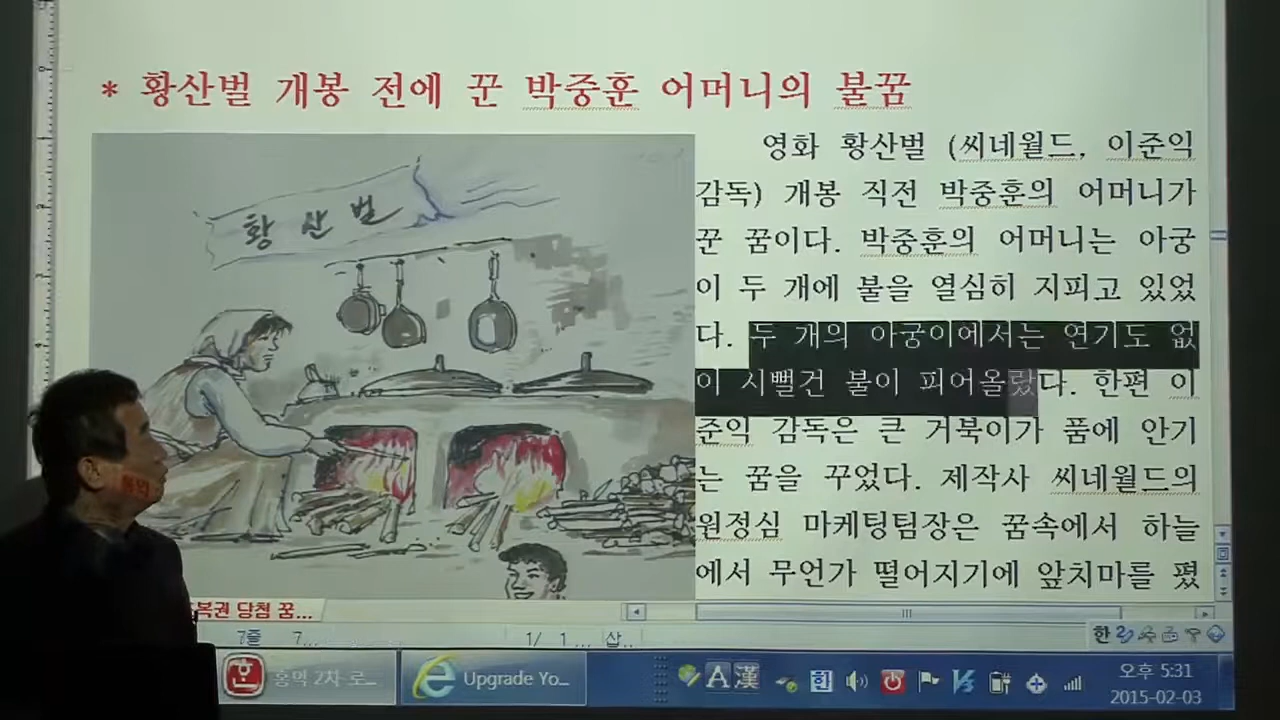 * 황산벌 개봉 전에 꾼 박중훈 어머니의 불꿈
황산벌
영화 황산벌 (씨네월드, 이준익
감독) 개봉 직전 박중훈의 어머니가
꾼 꿈이다. 박중훈의 어머니는 아궁
이 두 개에 불을 열심히 지피고 있었
다. 두 개의 아궁이에서는 연기도 없
이 시뻘건 불이 피어올랐다. 한편 이
준익 감독은 큰 거북이가 품에 안기
는 꿈을 꾸었다. 제작사 씨네월드의
원정심 마케팅팀장은 꿈속에서 하늘
에서 무언가 떨어지기에 앞치마를 폈
복권 당첨 꿈...
7줄 7... 1/ 1 ... 삽...
한
홍익 2차 로...
Upgrade Yo...
A 漢
한
오후 5:31
2015-02-03